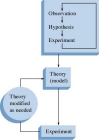 Observation
Hypothesis
Experiment
Theory
(model)
Theory
modified
as needed
Experiment